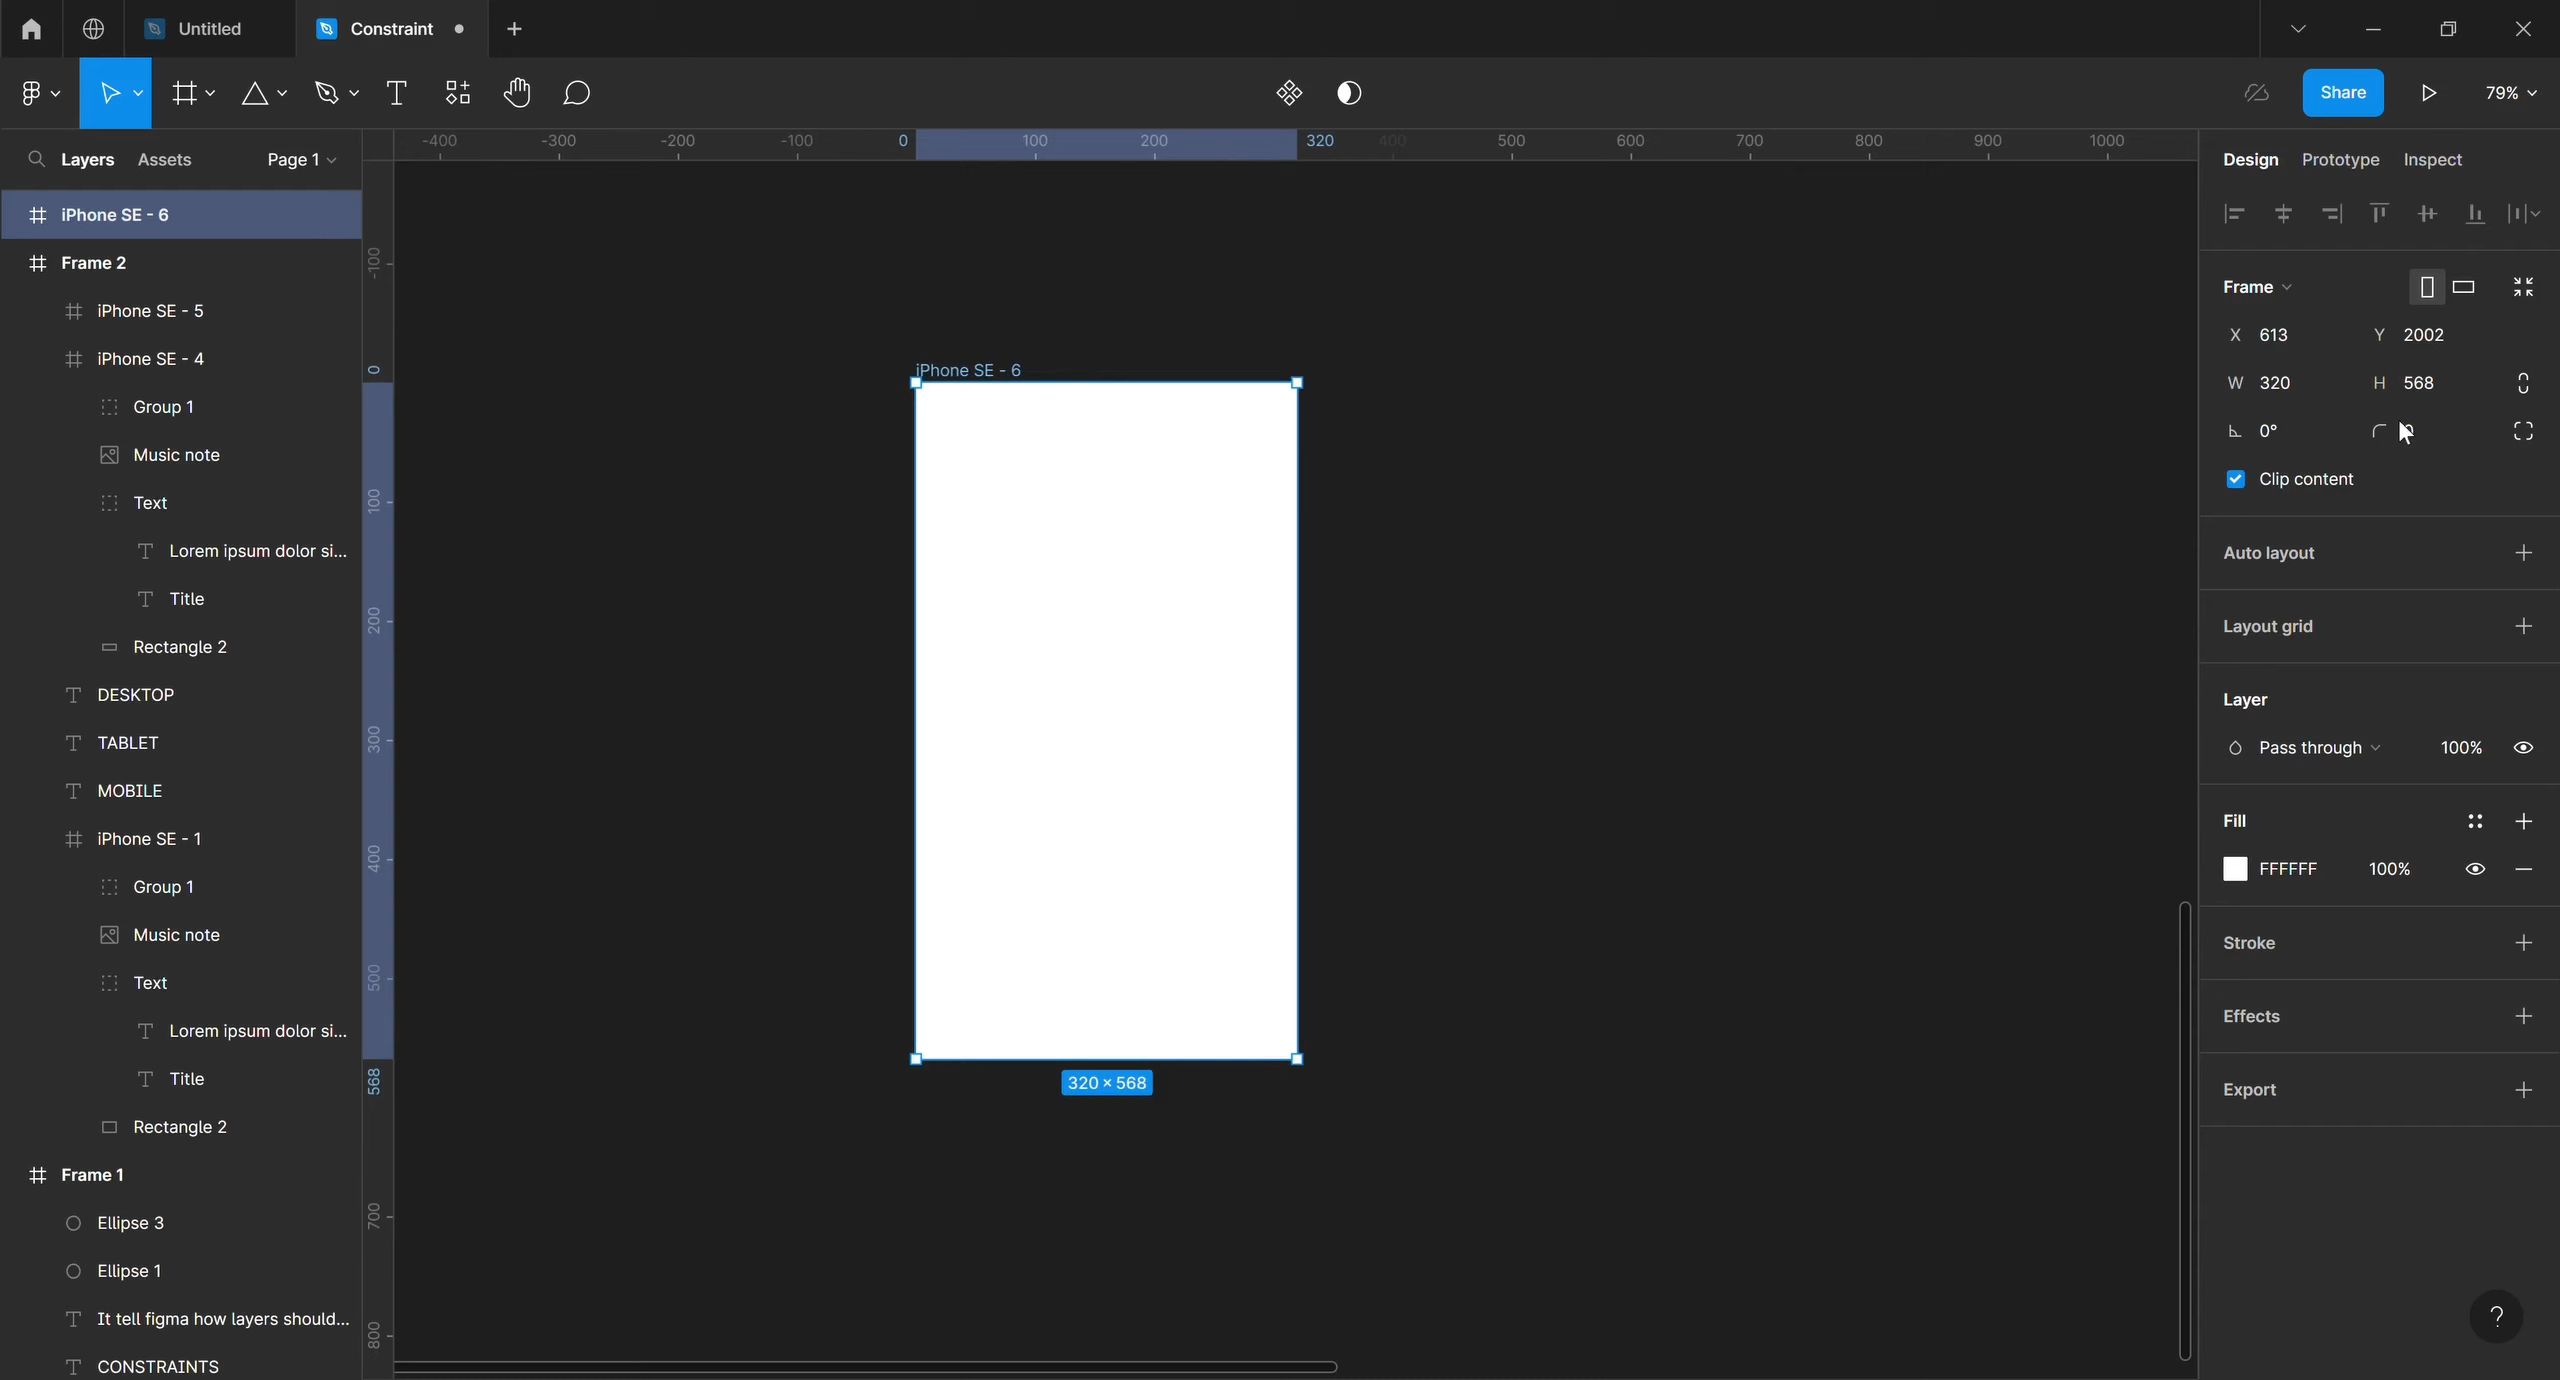 Untitled
Constraint
Share
79%
Layers Assets Page 1
iPhone SE - 6
Frame 2
iPhone SE - 5
iPhone SE - 4
Group 1
Music note
Text
Lorem ipsum dolor si...
Title
Rectangle 2
DESKTOP
TABLET
MOBILE
iPhone SE - 1
Group 1
Music note
Text
Lorem ipsum dolor si...
Title
Rectangle 2
Frame 1
Ellipse 3
Ellipse 1
It tell figma how layers should...
CONSTRAINTS
-400 -300 -200 -100 0 100 200 320 400 500 600 700 800 900 1000
-100
0
100
200
300
400
500
568
700
800
iPhone SE - 6
320 × 568
Design Prototype Inspect
Frame
X 613 Y 2002
W 320 H 568
0°
Clip content
Auto layout
Layout grid
Layer
Pass through 100%
Fill
FFFFFF 100%
Stroke
Effects
Export
?